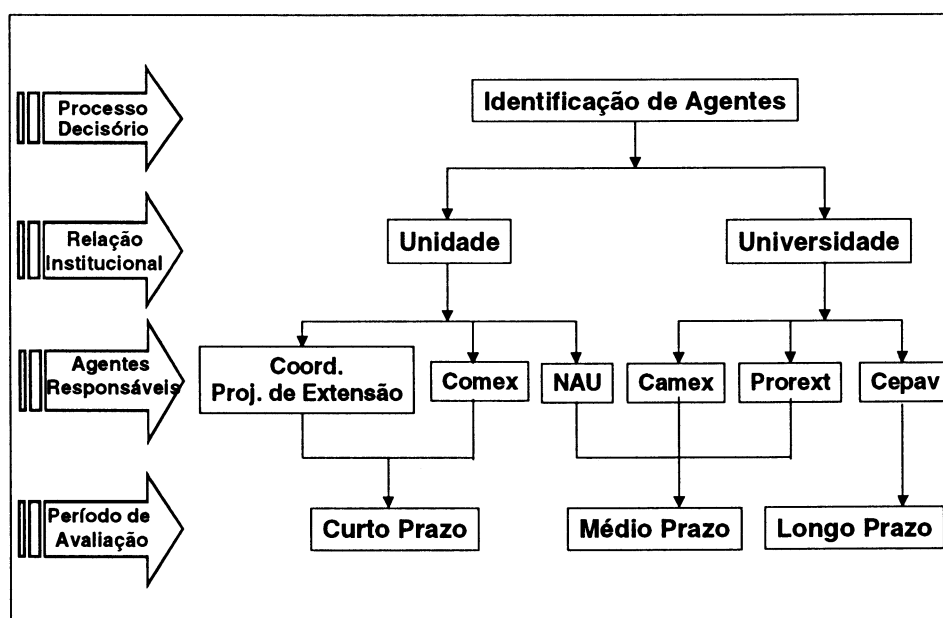 Processo
Decisório
Identificação de Agentes
Relação
Institucional
Unidade
Universidade
Agentes
Responsáveis
Coord.
Proj. de Extensão
Comex
NAU
Camex
Prorext
Cepav
Período de
Avaliação
Curto Prazo
Médio Prazo
Longo Prazo